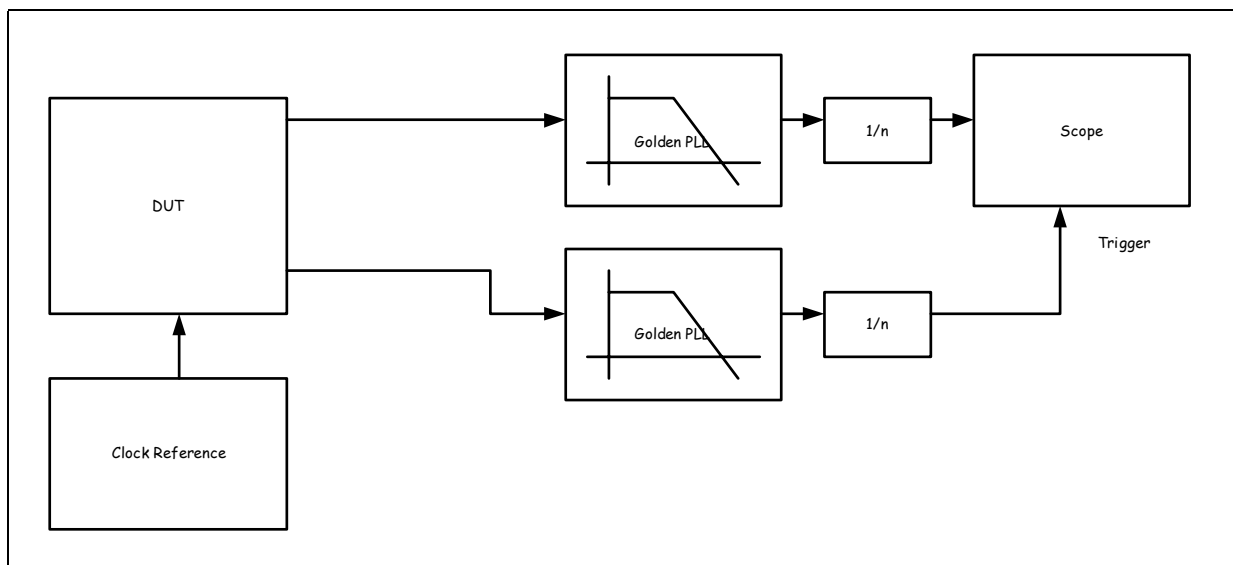 DUT
Golden PLL
1/n
Scope
Trigger
Golden PLL
1/n
Clock Reference